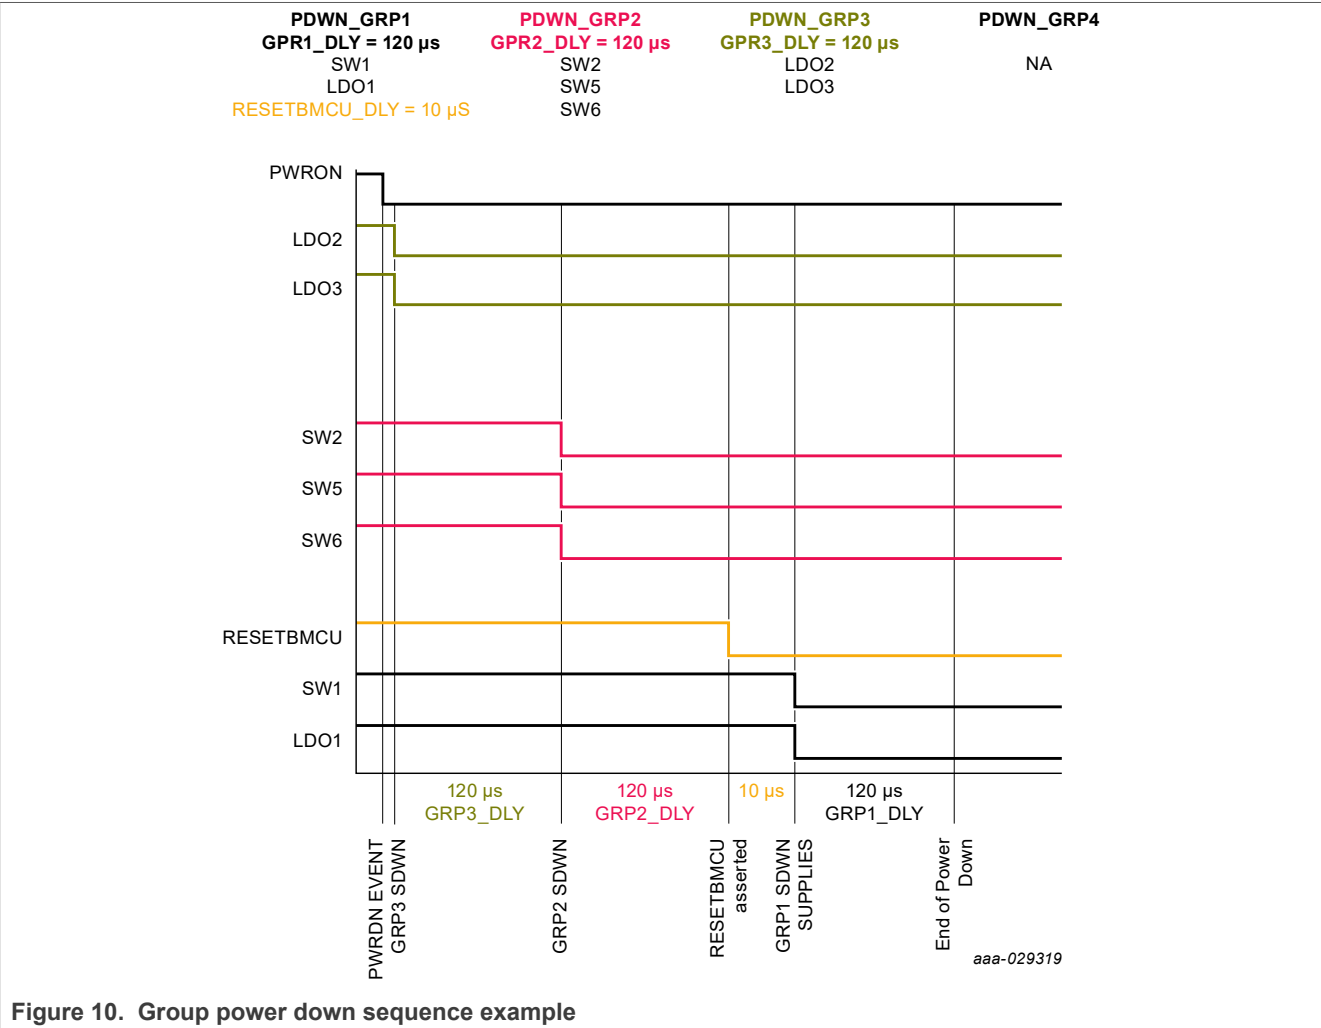 PDWN_GRP1
GPR1_DLY = 120 µs
SW1
LDO1
RESETBMCU_DLY = 10 µS
PDWN_GRP2
GPR2_DLY = 120 µs
SW2
SW5
SW6
PDWN_GRP3
GPR3_DLY = 120 µs
LDO2
LDO3
PDWN_GRP4
NA
PWRON
LDO2
LDO3
SW2
SW5
SW6
RESETBMCU
SW1
LDO1
120 µs
GRP3_DLY
120 µs
GRP2_DLY
10 µs
120 µs
GRP1_DLY
PWRDN EVENT
GRP3 SDWN
GRP2 SDWN
RESETBMCU
asserted
GRP1 SDWN
SUPPLIES
End of Power
Down
aaa-029319
Figure 10. Group power down sequence example